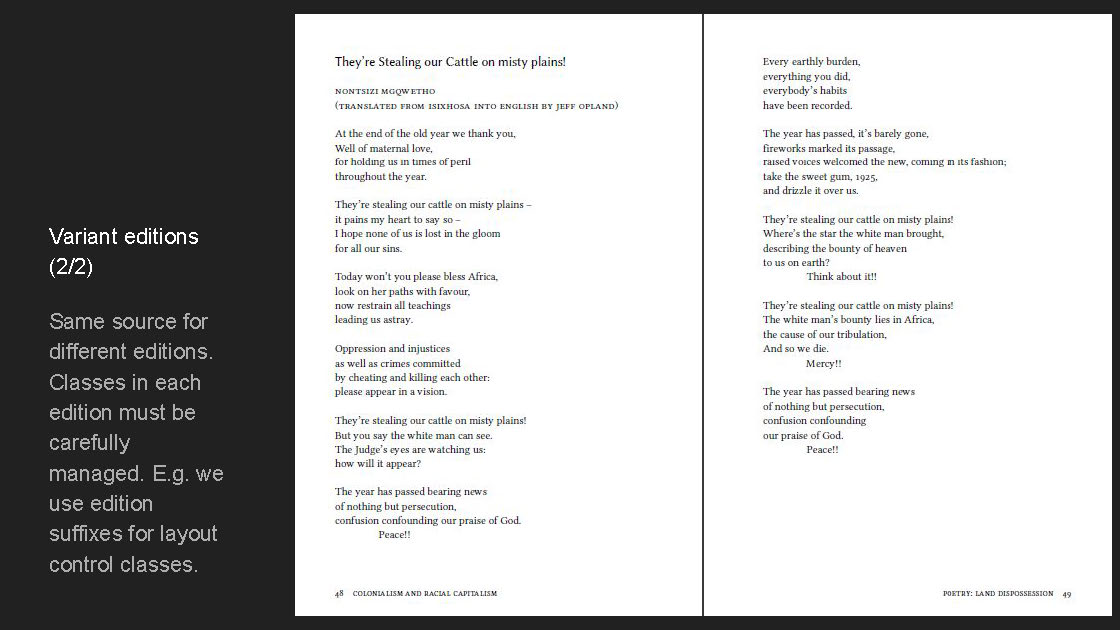 Variant editions
(2/2)
Same source for
different editions.
Classes in each
edition must be
carefully
managed. E.g. we
use edition
suffixes for layout
control classes.
They're Stealing our Cattle on misty plains!
NONTSIZI MGQWETHO
(TRANSLATED FROM ISIXHOSA INTO ENGLISH BY JEFF OPLAND)
At the end of the old year we thank you,
Well of maternal love,
for holding us in times of peril
throughout the year.
They're stealing our cattle on misty plains –
it pains my heart to say so –
I hope none of us is lost in the gloom
for all our sins.
Today won't you please bless Africa,
look on her paths with favour,
now restrain all teachings
leading us astray.
Oppression and injustices
as well as crimes committed
by cheating and killing each other:
please appear in a vision.
They're stealing our cattle on misty plains!
But you say the white man can see.
The Judge's eyes are watching us:
how will it appear?
The year has passed bearing news
of nothing but persecution,
confusion confounding our praise of God.
Peace!!
48 COLONIALISM AND RACIAL CAPITALISM
Every earthly burden,
everything you did,
everybody's habits
have been recorded.
The year has passed, it's barely gone,
fireworks marked its passage,
raised voices welcomed the new, coming in its fashion;
take the sweet gum, 1925,
and drizzle it over us.
They're stealing our cattle on misty plains!
Where's the star the white man brought,
describing the bounty of heaven
to us on earth?
Think about it!!
They're stealing our cattle on misty plains!
The white man's bounty lies in Africa,
the cause of our tribulation,
And so we die.
Mercy!!
The year has passed bearing news
of nothing but persecution,
confusion confounding
our praise of God.
Peace!!
POETRY: LAND DISPOSSESSION 49